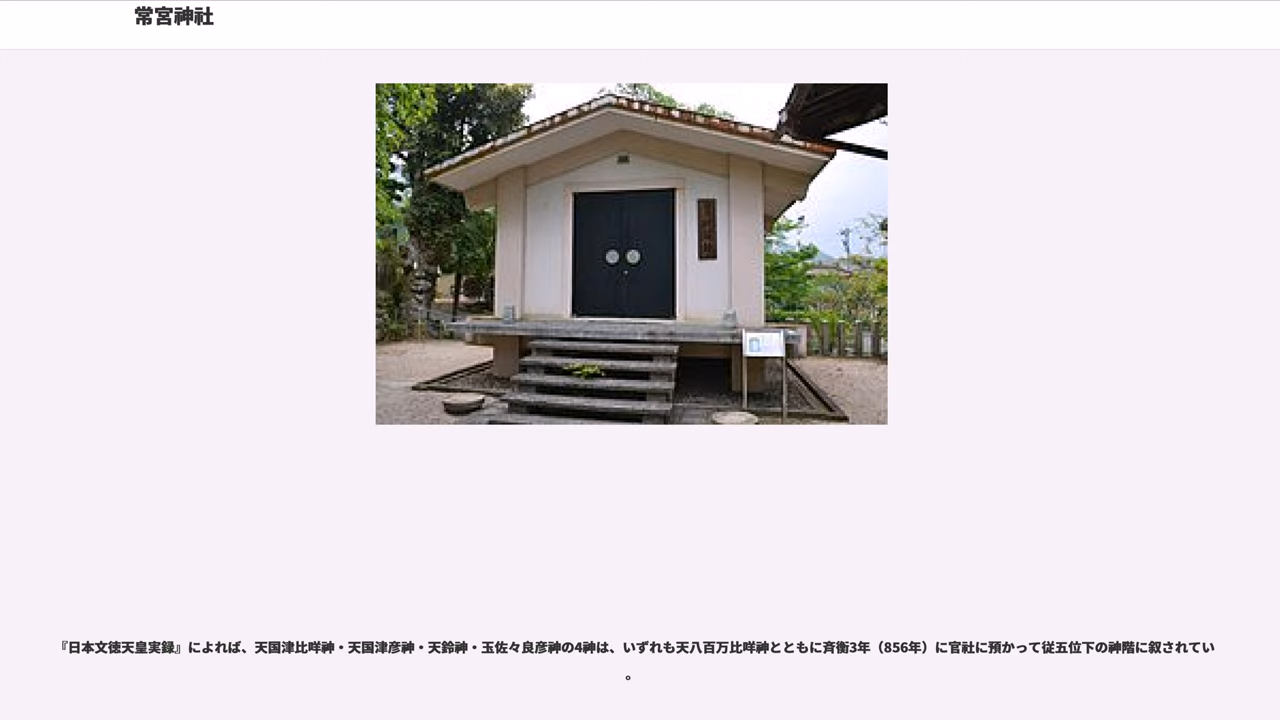 常宮神社
『日本文徳天皇実録』によれば、天国津比咩神・天国津彦神・天鈴神・玉佐々良彦神の4神は、いずれも天八百万比咩神とともに斉衡3年（856年）に官社に預かって従五位下の神階に叙されてい
。